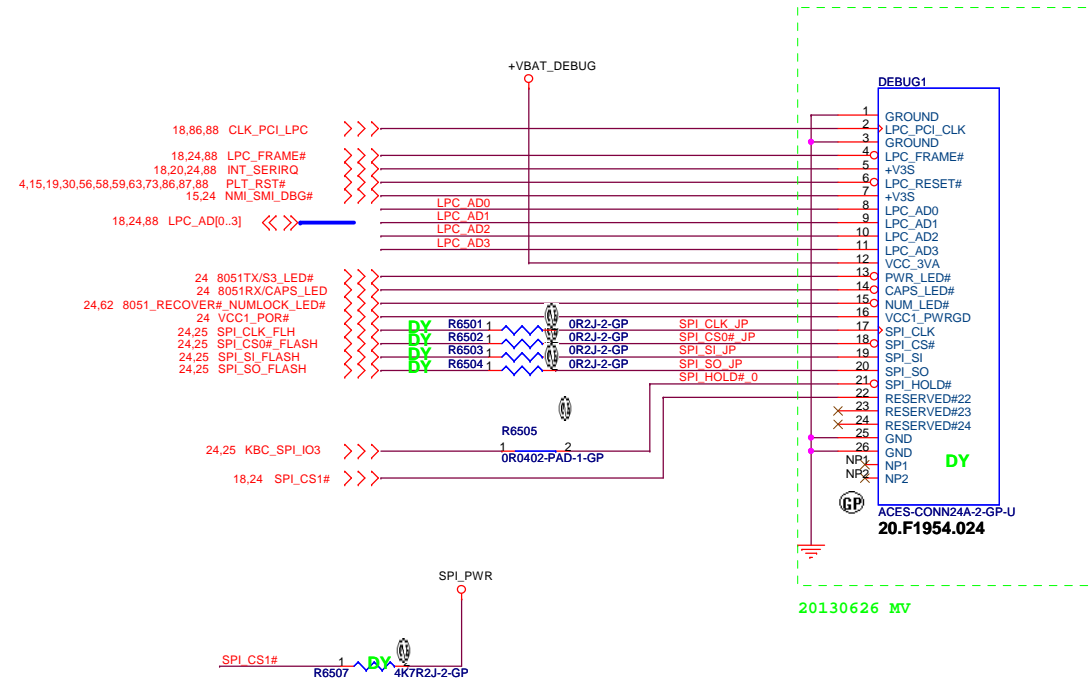 +VBAT_DEBUG
DEBUG1
18,86,88 CLK_PCI_LPC
18,24,88 LPC_FRAME#
18,20,24,88 INT_SERIRQ
4,15,19,30,56,58,59,63,73,86,87,88 PLT_RST#
15,24 NMI_SMI_DBG#
18,24,88 LPC_AD[0..3]
LPC_AD0
LPC_AD1
LPC_AD2
LPC_AD3
24 8051TX/S3_LED#
24 8051RX/CAPS_LED
24,62 8051_RECOVER#_NUMLOCK_LED#
24 VCC1_POR#
24,25 SPI_CLK_FLH DY R6501 1 0R2J-2-GP SPI_CLK_JP
24,25 SPI_CS0#_FLASH DY R6502 1 0R2J-2-GP SPI_CS0#_JP
24,25 SPI_SI_FLASH DY R6503 1 0R2J-2-GP SPI_SI_JP
24,25 SPI_SO_FLASH DY R6504 1 0R2J-2-GP SPI_SO_JP
SPI_HOLD#_0
R6505
24,25 KBC_SPI_IO3 1 2
0R0402-PAD-1-GP
18,24 SPI_CS1#
1 GROUND
2 LPC_PCI_CLK
3 GROUND
4 LPC_FRAME#
5 +V3S
6 LPC_RESET#
7 +V3S
8 LPC_AD0
9 LPC_AD1
10 LPC_AD2
11 LPC_AD3
12 VCC_3VA
13 PWR_LED#
14 CAPS_LED#
15 NUM_LED#
16 VCC1_PWRGD
17 SPI_CLK
18 SPI_CS#
19 SPI_SI
20 SPI_SO
21 SPI_HOLD#
22 RESERVED#22
23 RESERVED#23
24 RESERVED#24
25 GND
26 GND
NP1 NP1
NP2 NP2
DY
GP
ACES-CONN24A-2-GP-U
20.F1954.024
20130626 MV
SPI_PWR
SPI_CS1# 1 DY
R6507 4K7R2J-2-GP